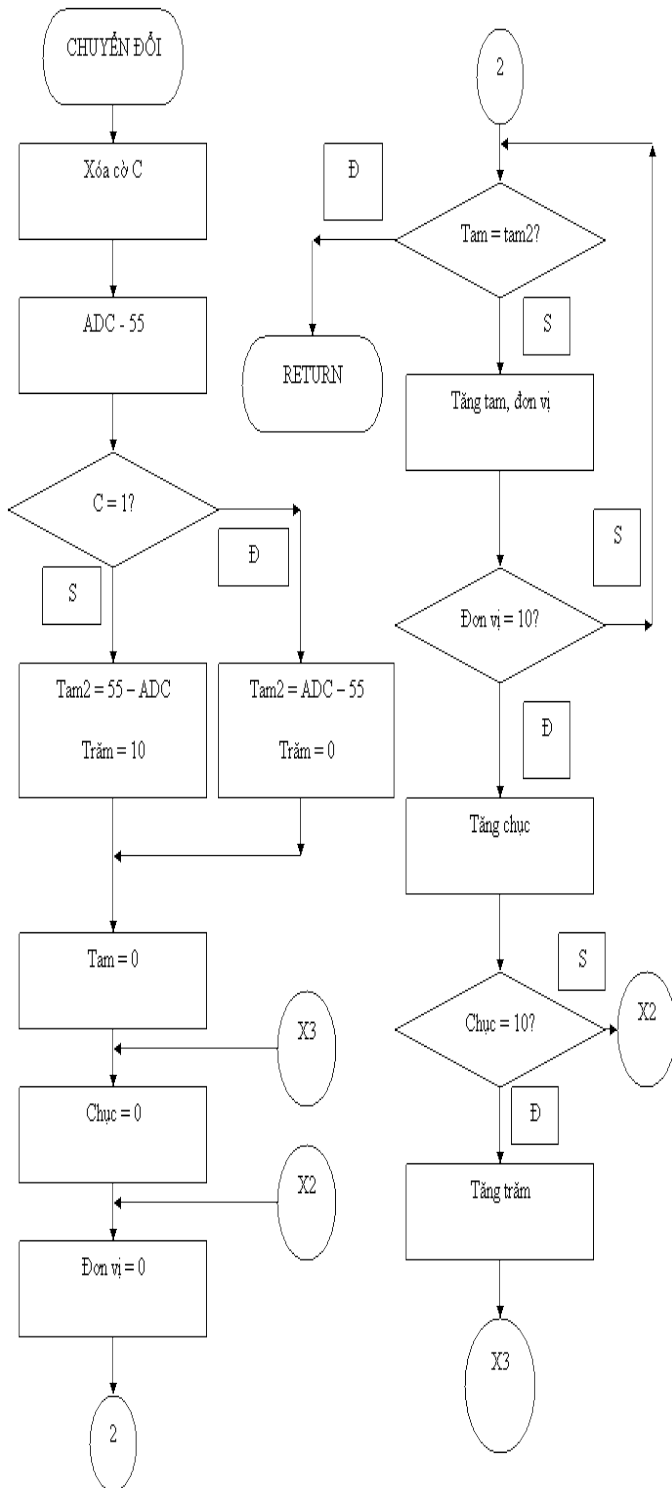 CHUYỂN ĐỔI
Xóa cờ C
ADC - 55
C = 1?
Đ
S
Tam2 = 55 – ADC
Trăm = 10
Tam2 = ADC – 55
Trăm = 0
Tam = 0
X3
Chục = 0
X2
Đơn vị = 0
2
2
Đ
Tam = tam2?
S
RETURN
Tăng tam, đơn vị
S
Đơn vị = 10?
Đ
Tăng chục
S
Chục = 10?
X2
Đ
Tăng trăm
X3